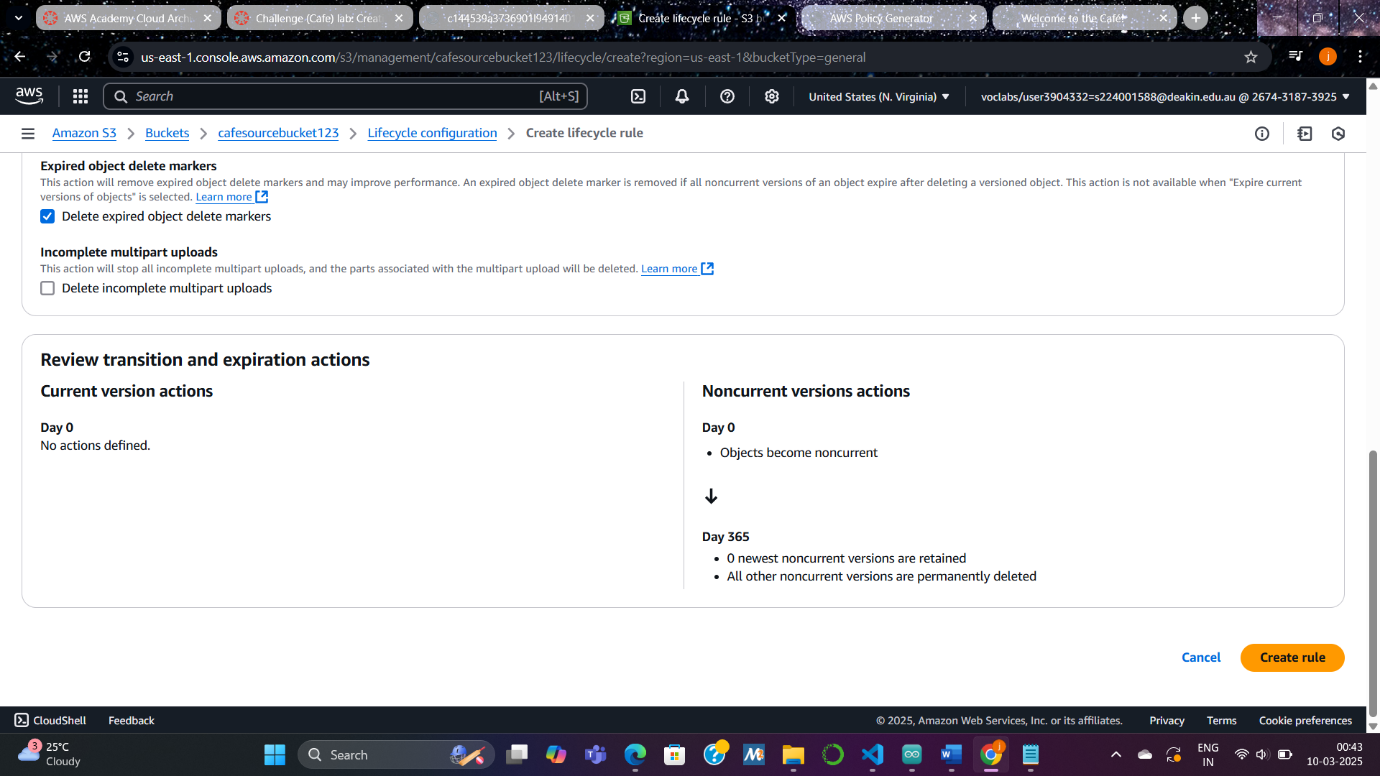 AWS Academy Cloud Archi
Challenge (Cafe) lab: Creat
c144539a3736901l949140
Create lifecycle rule - S3 b
AWS Policy Generator
Welcome to the Café!
us-east-1.console.aws.amazon.com/s3/management/cafesourcebucket123/lifecycle/create?region=us-east-1&bucketType=general
j
aws
Search
[Alt+S]
United States (N. Virginia)
voclabs/user3904332=s224001588@deakin.edu.au @ 2674-3187-3925
Amazon S3
Buckets
cafesourcebucket123
Lifecycle configuration
Create lifecycle rule
Expired object delete markers
This action will remove expired object delete markers and may improve performance. An expired object delete marker is removed if all noncurrent versions of an object expire after deleting a versioned object. This action is not available when "Expire current
versions of objects" is selected. Learn more
Delete expired object delete markers
Incomplete multipart uploads
This action will stop all incomplete multipart uploads, and the parts associated with the multipart upload will be deleted. Learn more
Delete incomplete multipart uploads
Review transition and expiration actions
Current version actions
Day 0
No actions defined.
Noncurrent versions actions
Day 0
Objects become noncurrent
Day 365
0 newest noncurrent versions are retained
All other noncurrent versions are permanently deleted
Cancel
Create rule
CloudShell
Feedback
© 2025, Amazon Web Services, Inc. or its affiliates.
Privacy
Terms
Cookie preferences
3
25°C
Cloudy
Search
ENG
IN
00:43
10-03-2025